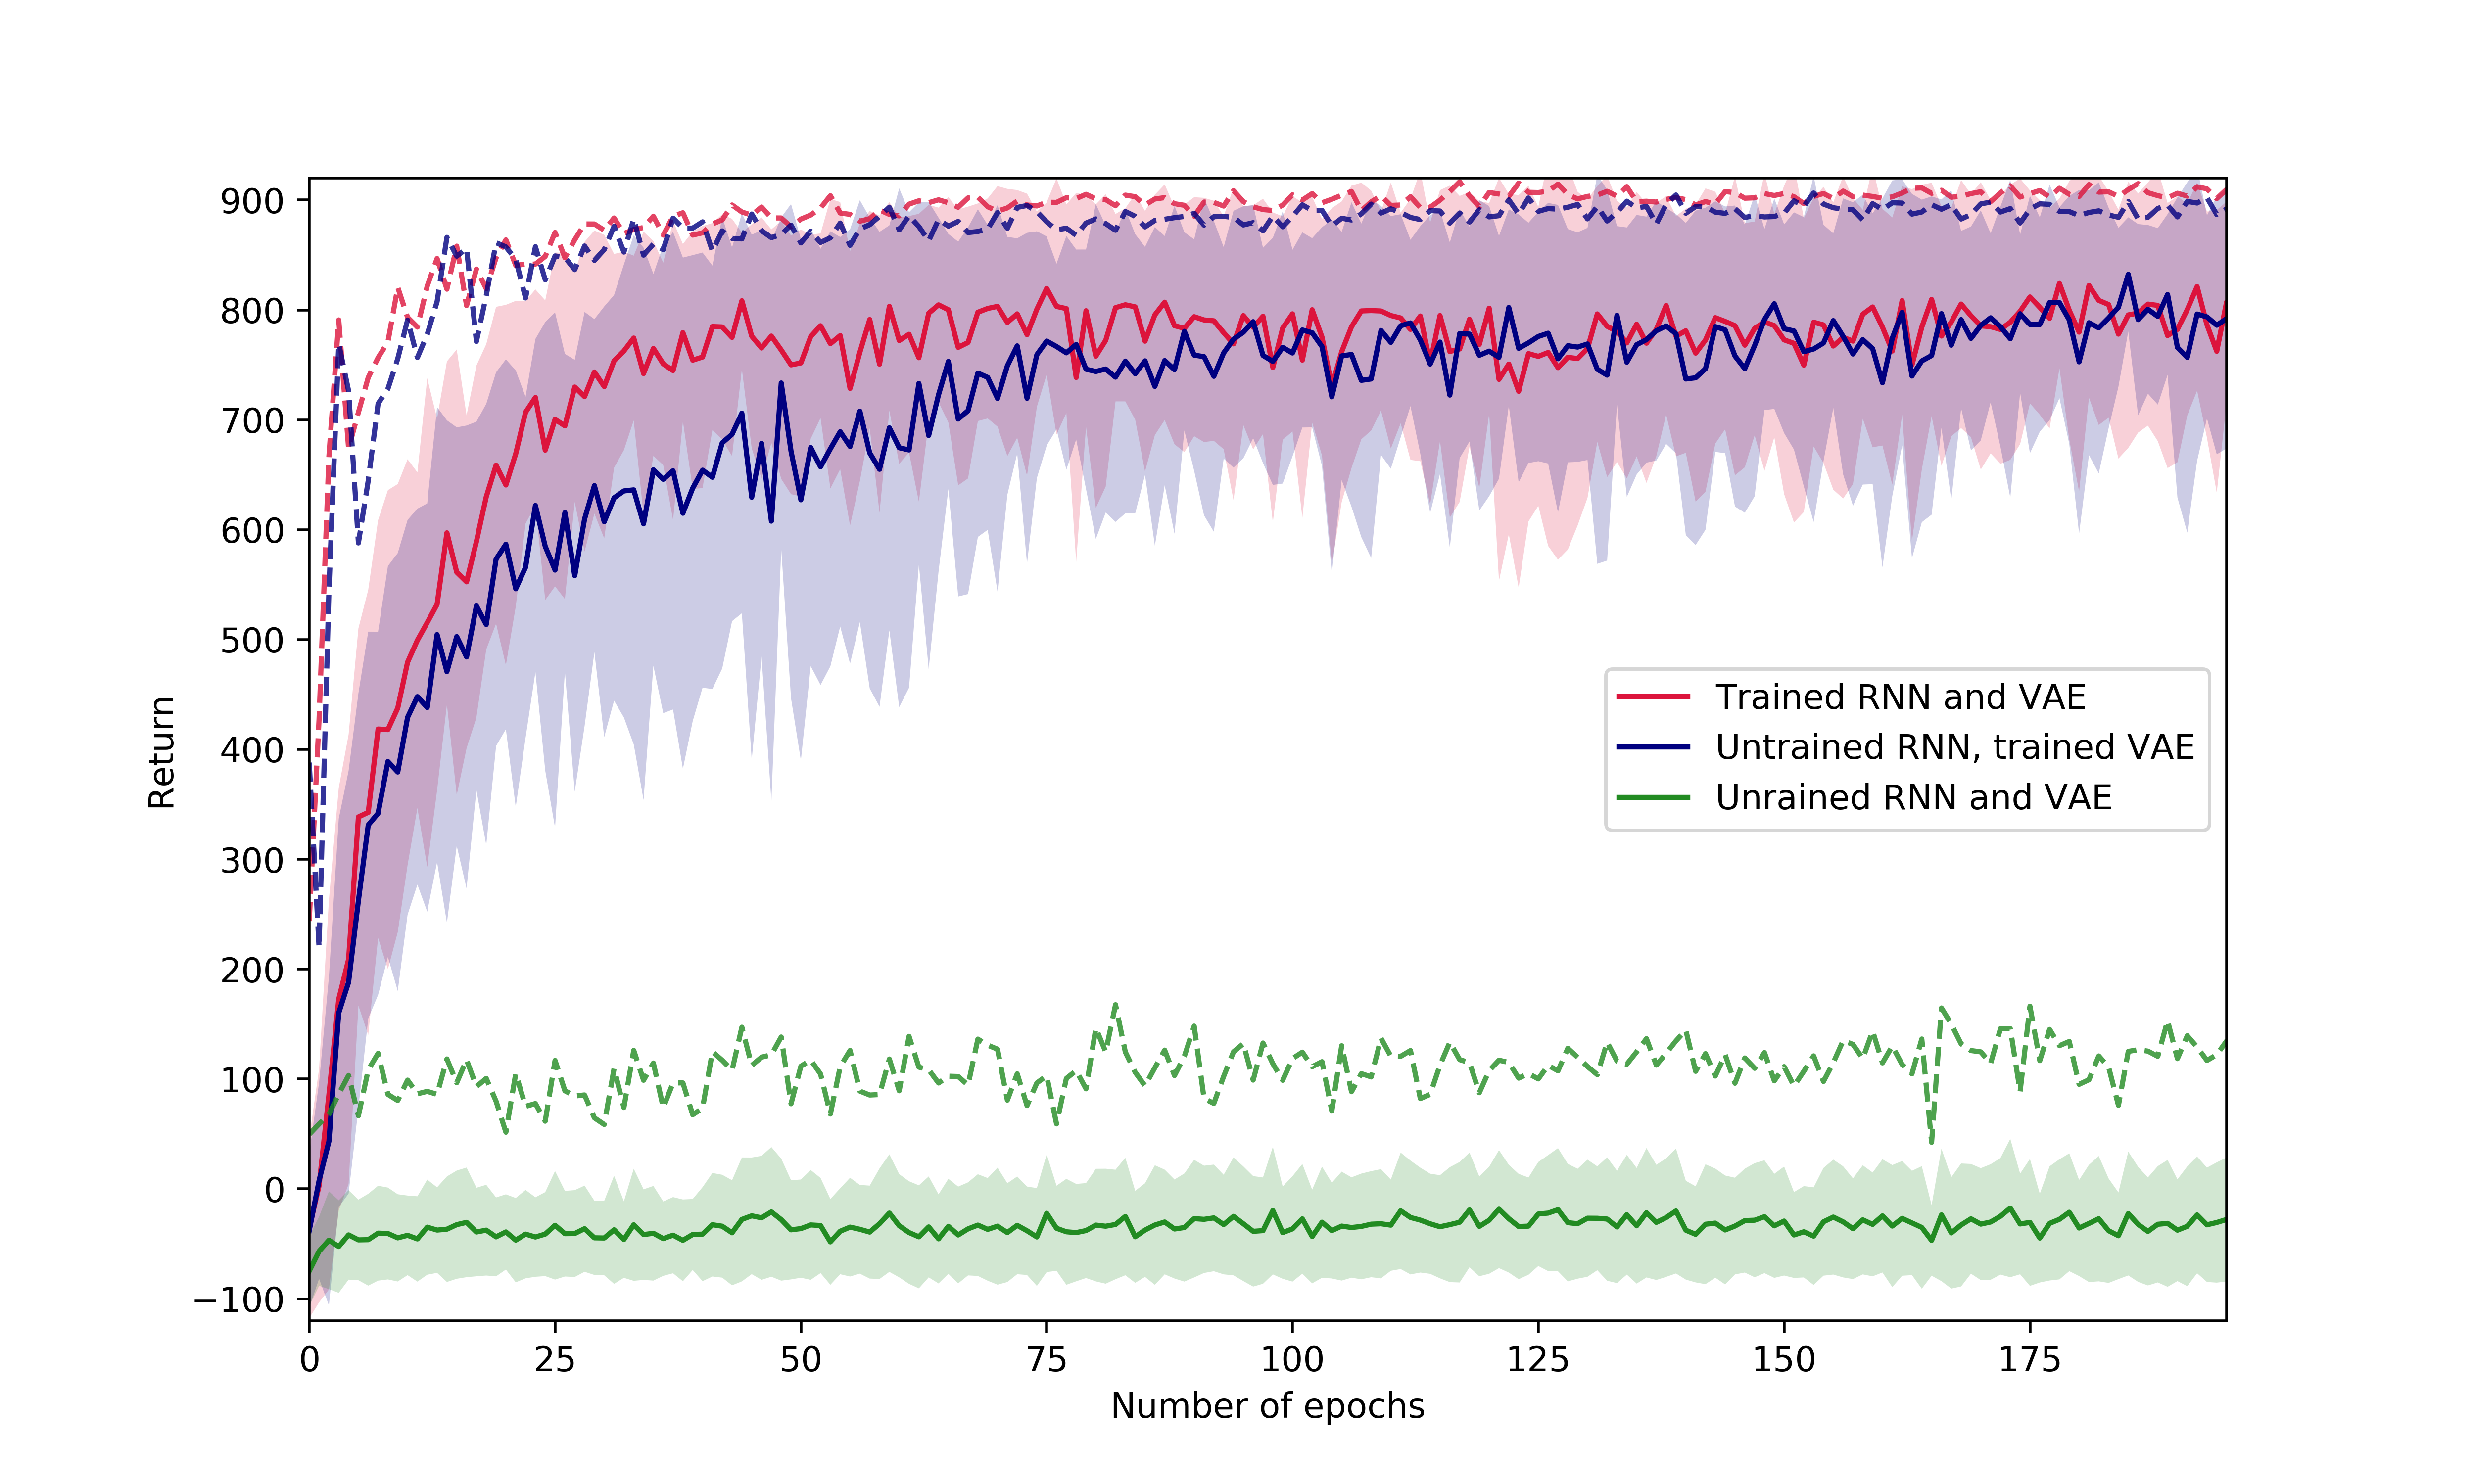 900
800
700
600
500
400
300
200
100
0
−100
Return
Trained RNN and VAE
Untrained RNN, trained VAE
Unrained RNN and VAE
0 25 50 75 100 125 150 175
Number of epochs